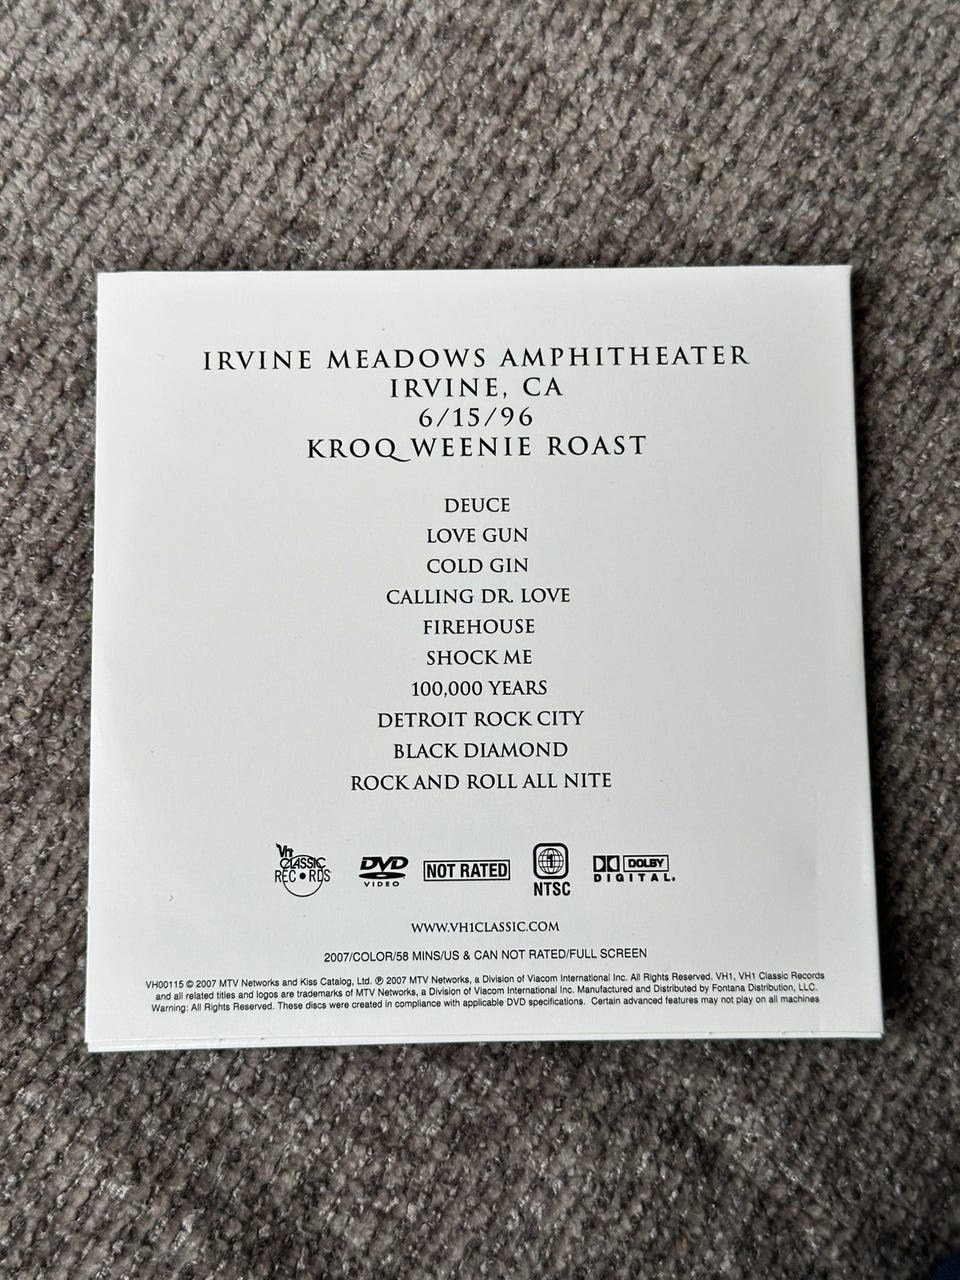 IRVINE MEADOWS AMPHITHEATER
IRVINE, CA
6/15/96
KROQ WEENIE ROAST
DEUCE
LOVE GUN
COLD GIN
CALLING DR. LOVE
FIREHOUSE
SHOCK ME
100,000 YEARS
DETROIT ROCK CITY
BLACK DIAMOND
ROCK AND ROLL ALL NITE
VH1 CLASSIC RECORDS
DVD VIDEO
NOT RATED
1 NTSC
DOLBY DIGITAL
WWW.VH1CLASSIC.COM
2007/COLOR/58 MINS/US & CAN NOT RATED/FULL SCREEN
VH00115 © 2007 MTV Networks and Kiss Catalog, Ltd. ℗ 2007 MTV Networks, a Division of Viacom International Inc. All Rights Reserved. VH1, VH1 Classic Records
and all related titles and logos are trademarks of MTV Networks, a Division of Viacom International Inc. Manufactured and Distributed by Fontana Distribution, LLC.
Warning: All Rights Reserved. These discs were created in compliance with applicable DVD specifications. Certain advanced features may not play on all machines